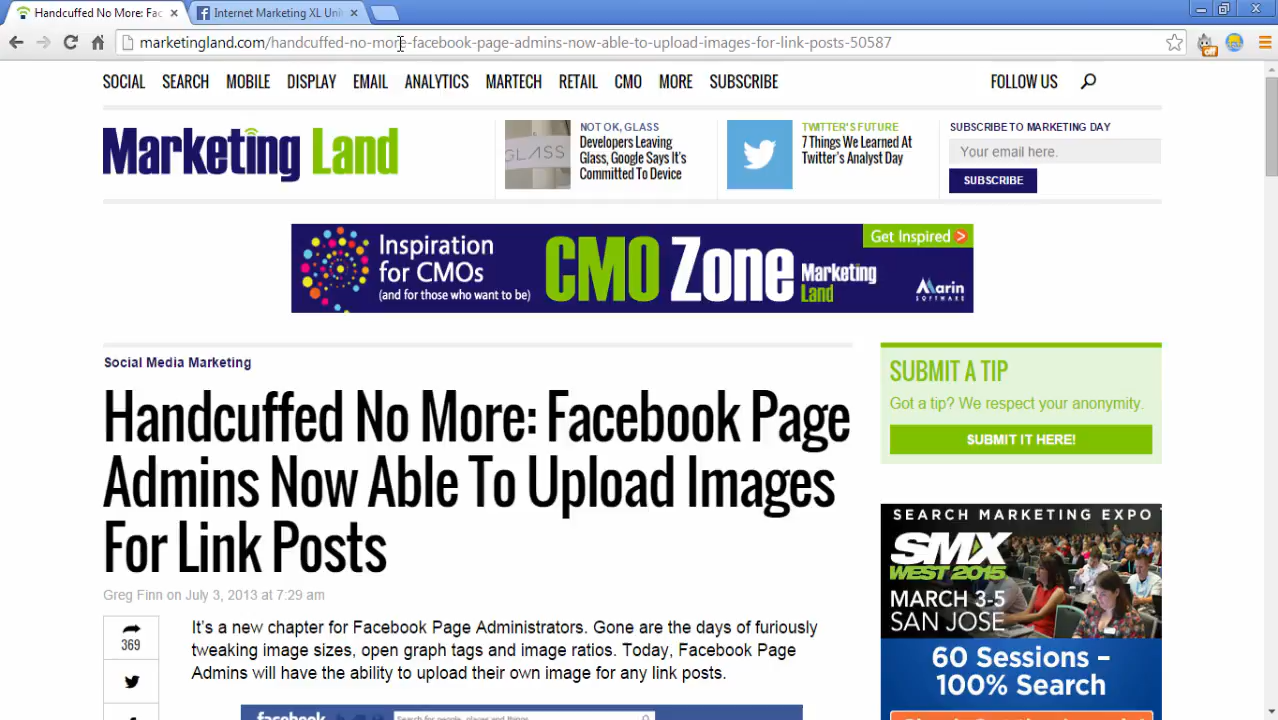 Handcuffed No More: Fac
Internet Marketing XL Uni
marketingland.com/handcuffed-no-more-facebook-page-admins-now-able-to-upload-images-for-link-posts-50587
off
SOCIAL SEARCH MOBILE DISPLAY EMAIL ANALYTICS MARTECH RETAIL CMO MORE SUBSCRIBE FOLLOW US
Marketing Land
GLASS
NOT OK, GLASS
Developers Leaving
Glass, Google Says It's
Committed To Device
TWITTER'S FUTURE
7 Things We Learned At
Twitter's Analyst Day
SUBSCRIBE TO MARKETING DAY
Your email here.
SUBSCRIBE
Inspiration
for CMOs
(and for those who want to be)
CMO Zone
Marketing
Land
Get Inspired >
MARIN
SOFTWARE
Social Media Marketing
Handcuffed No More: Facebook Page
Admins Now Able To Upload Images
For Link Posts
Greg Finn on July 3, 2013 at 7:29 am
369
It's a new chapter for Facebook Page Administrators. Gone are the days of furiously
tweaking image sizes, open graph tags and image ratios. Today, Facebook Page
Admins will have the ability to upload their own image for any link posts.
facebook
Search for people, places and things
SUBMIT A TIP
Got a tip? We respect your anonymity.
SUBMIT IT HERE!
SEARCH MARKETING EXPO
SMX
WEST 2015
MARCH 3-5
SAN JOSE
60 Sessions –
100% Search